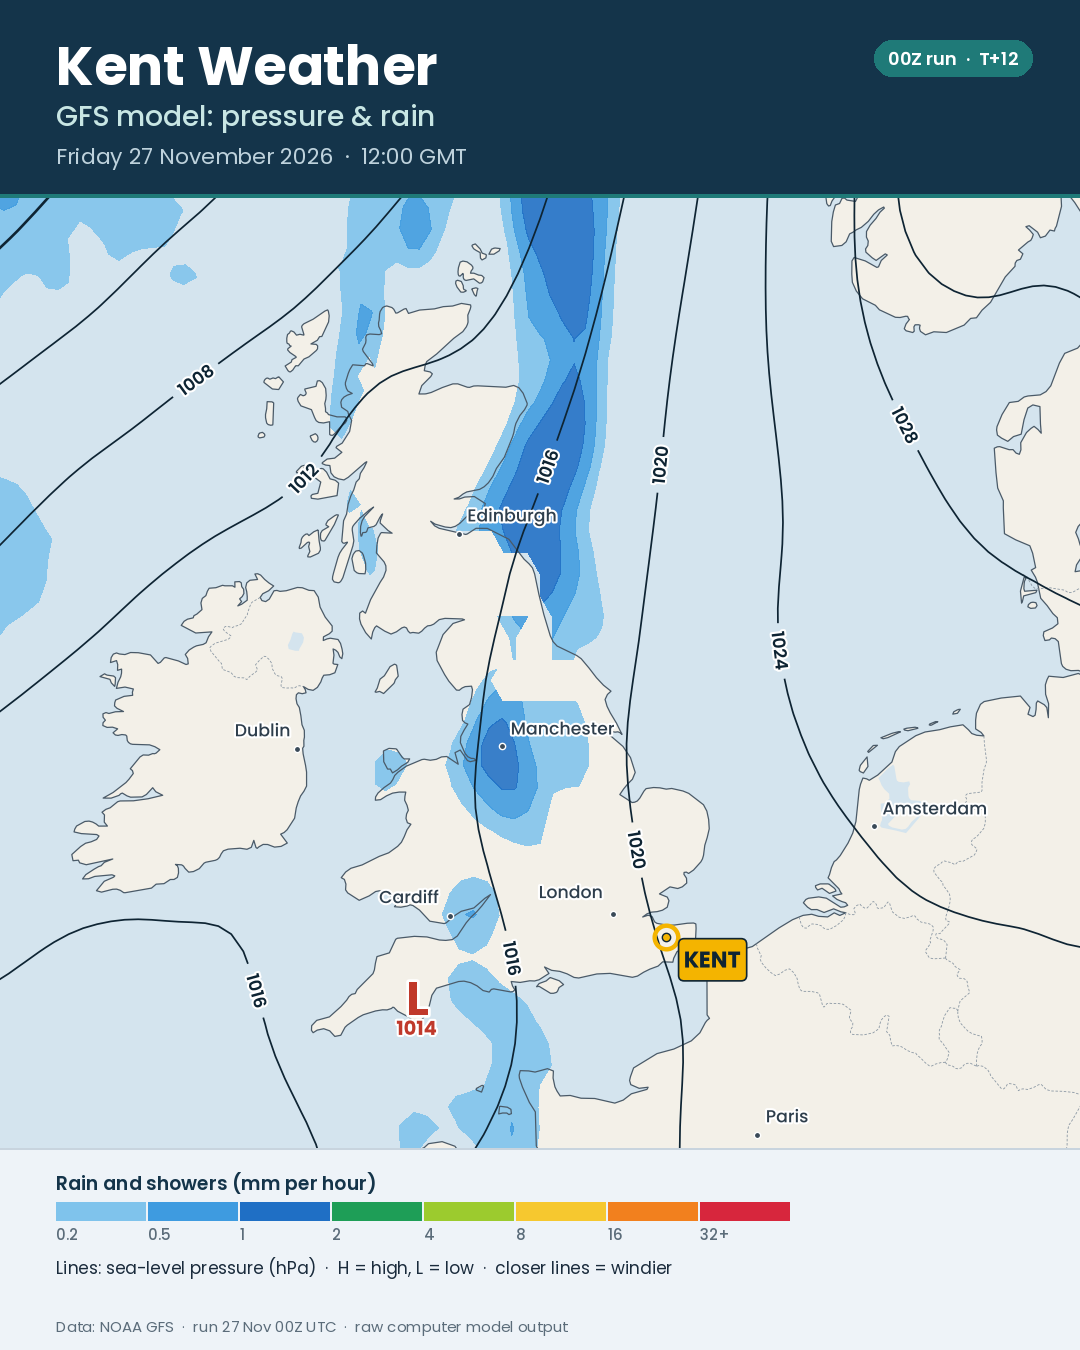 Kent Weather
00Z run · T+12
GFS model: pressure & rain
Friday 27 November 2026 · 12:00 GMT
1008
1012
1016
1020
1028
Edinburgh
1024
Dublin
Manchester
Amsterdam
1020
Cardiff
London
1016
1016
KENT
L
1014
Paris
Rain and showers (mm per hour)
0.2 0.5 1 2 4 8 16 32+
Lines: sea-level pressure (hPa) · H = high, L = low · closer lines = windier
Data: NOAA GFS · run 27 Nov 00Z UTC · raw computer model output